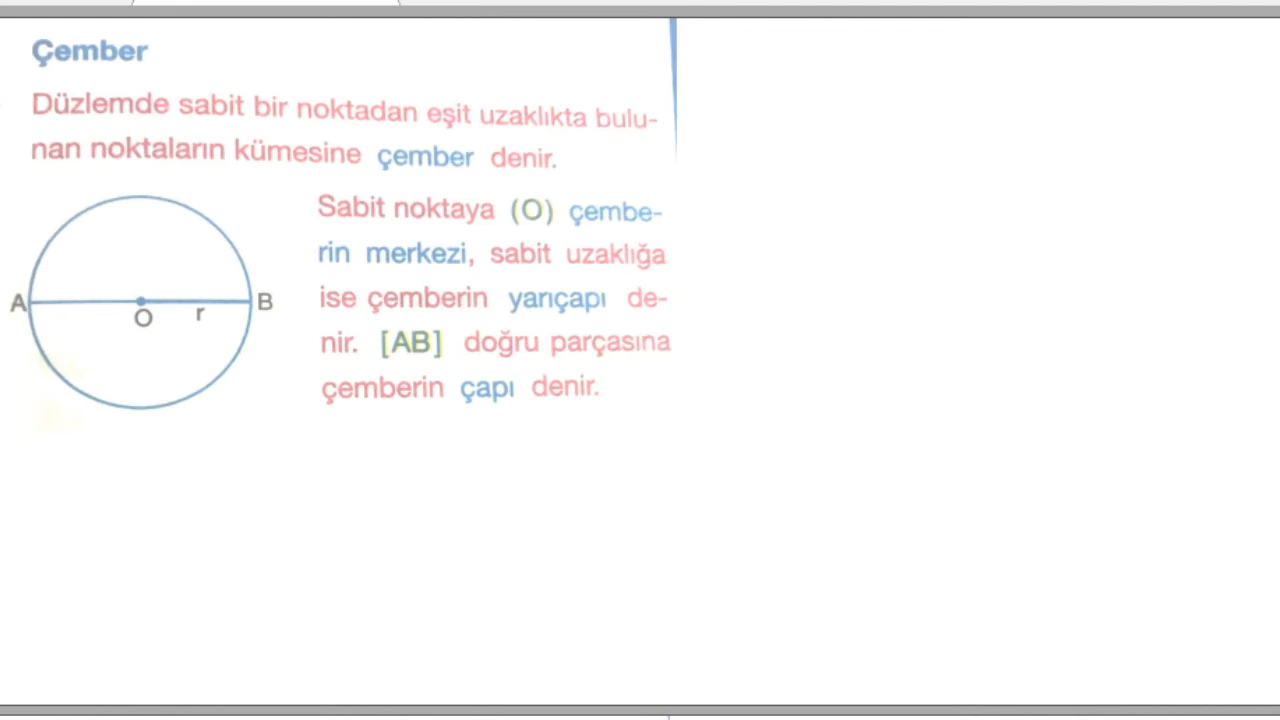 Çember
Düzlemde sabit bir noktadan eşit uzaklıkta bulu-
nan noktaların kümesine çember denir.
Sabit noktaya (O) çembe-
rin merkezi, sabit uzaklığa
ise çemberin yarıçapı de-
nir. [AB] doğru parçasına
çemberin çapı denir.
A
O
r
B